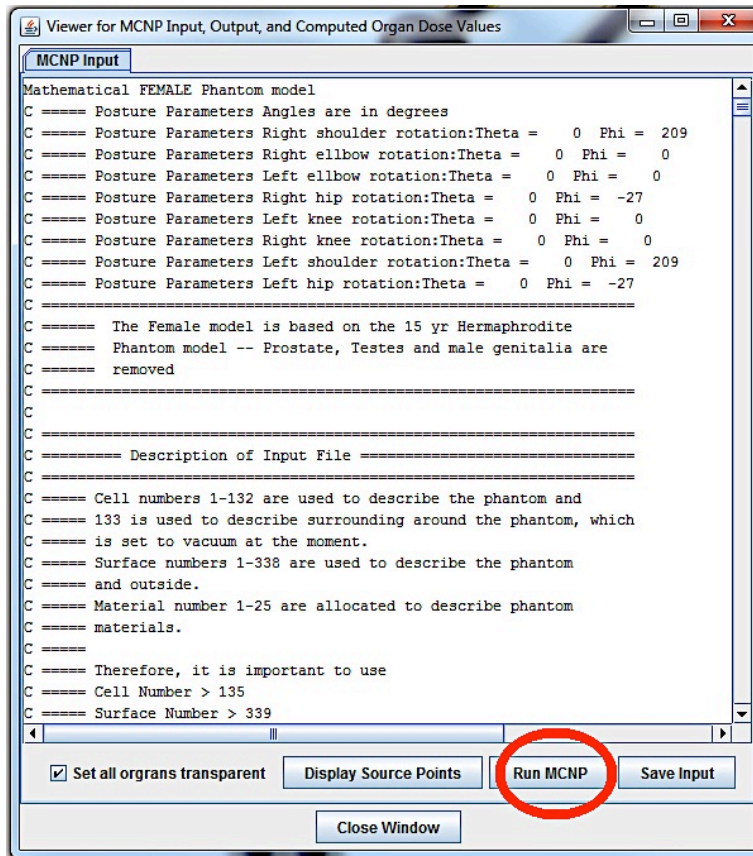 Viewer for MCNP Input, Output, and Computed Organ Dose Values
MCNP Input
Mathematical FEMALE Phantom model
C ===== Posture Parameters Angles are in degrees
C ===== Posture Parameters Right shoulder rotation:Theta =    0  Phi =  209
C ===== Posture Parameters Right ellbow rotation:Theta =    0  Phi =    0
C ===== Posture Parameters Left ellbow rotation:Theta =    0  Phi =    0
C ===== Posture Parameters Right hip rotation:Theta =    0  Phi =  -27
C ===== Posture Parameters Left knee rotation:Theta =    0  Phi =    0
C ===== Posture Parameters Right knee rotation:Theta =    0  Phi =    0
C ===== Posture Parameters Left shoulder rotation:Theta =    0  Phi =  209
C ===== Posture Parameters Left hip rotation:Theta =    0  Phi =  -27
C ===========================================================================
C ======  The Female model is based on the 15 yr Hermaphrodite
C ======  Phantom model -- Prostate, Testes and male genitalia are
C ======  removed
C ===========================================================================
C
C ===========================================================================
C ========== Description of Input File ===================================
C ===========================================================================
C ===== Cell numbers 1-132 are used to describe the phantom and
C ===== 133 is used to describe surrounding around the phantom, which
C ===== is set to vacuum at the moment.
C ===== Surface numbers 1-338 are used to describe the phantom
C ===== and outside.
C ===== Material number 1-25 are allocated to describe phantom
C ===== materials.
C =====
C ===== Therefore, it is important to use
C ===== Cell Number > 135
C ===== Surface Number > 339
Set all orgrans transparent
Display Source Points
Run MCNP
Save Input
Close Window